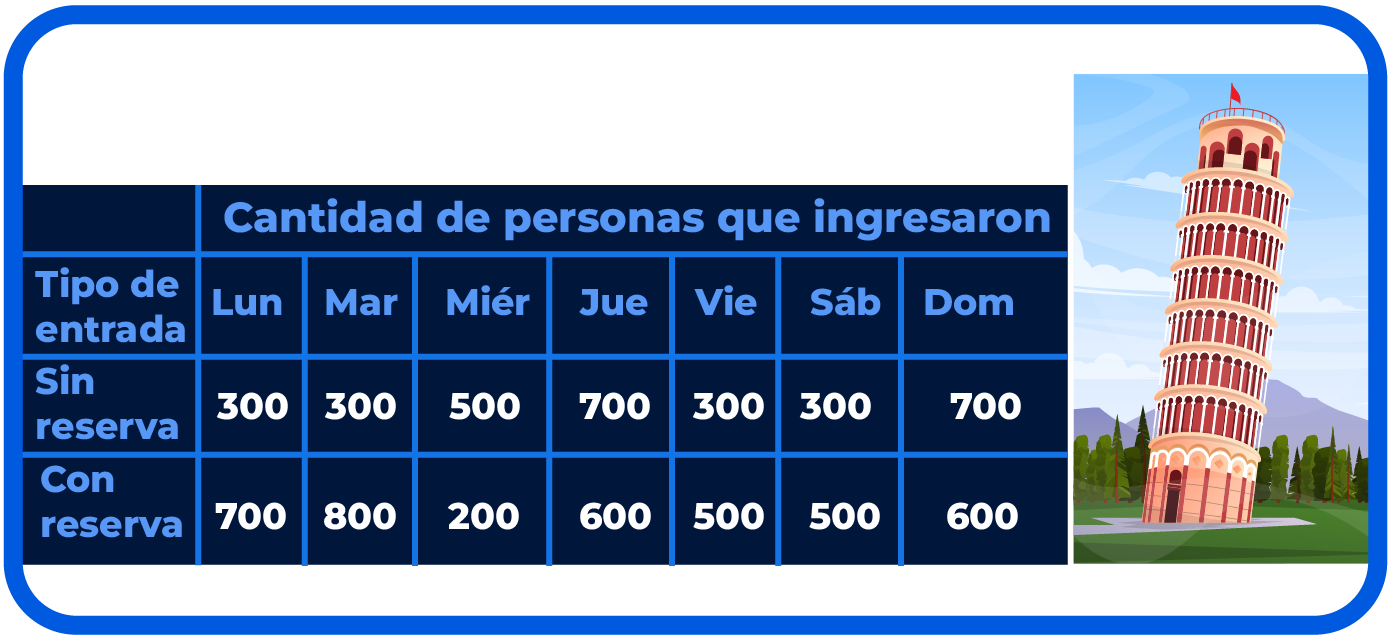 Cantidad de personas que ingresaron
Tipo de
entrada
Lun Mar Miér Jue Vie Sáb Dom
Sin
reserva
300 300 500 700 300 300 700
Con
reserva
700 800 200 600 500 500 600